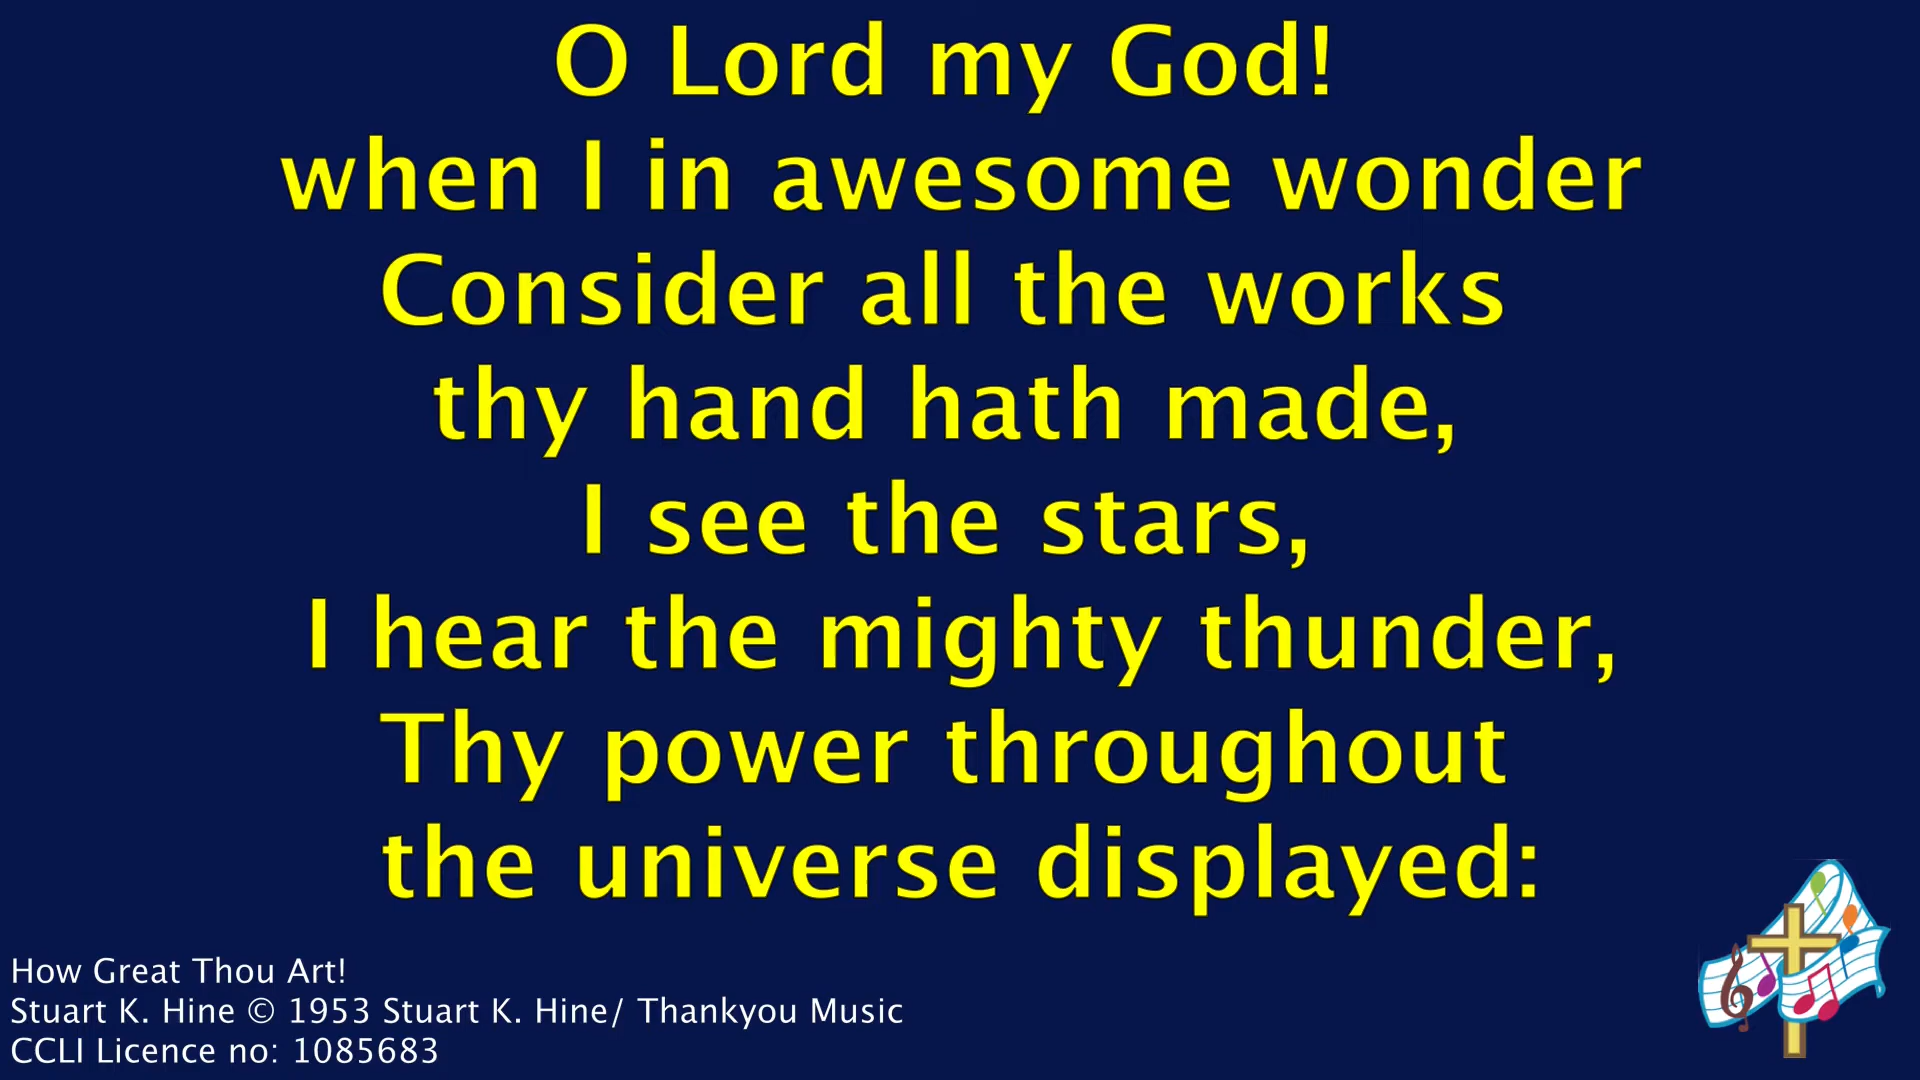 O Lord my God!
when I in awesome wonder
Consider all the works
thy hand hath made,
I see the stars,
I hear the mighty thunder,
Thy power throughout
the universe displayed:
How Great Thou Art!
Stuart K. Hine © 1953 Stuart K. Hine/ Thankyou Music
CCLI Licence no: 1085683